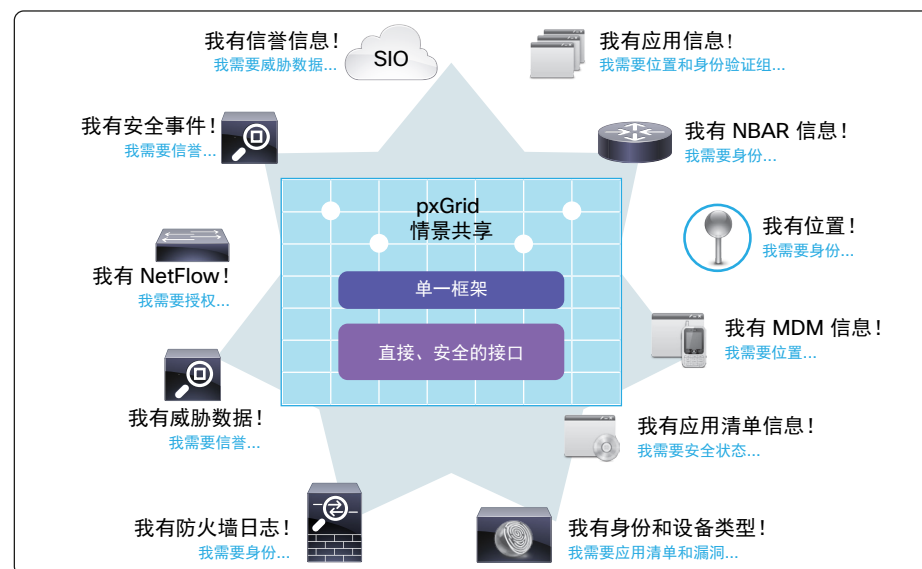 我有信誉信息！
我需要威胁数据...
SIO
我有应用信息！
我需要位置和身份验证组...
我有安全事件！
我需要信誉...
我有 NBAR 信息！
我需要身份...
pxGrid
情景共享
我有位置！
我需要身份...
我有 NetFlow！
我需要授权...
单一框架
我有 MDM 信息！
我需要位置...
直接、安全的接口
我有威胁数据！
我需要信誉...
我有应用清单信息！
我需要安全状态...
我有防火墙日志！
我需要身份...
我有身份和设备类型！
我需要应用清单和漏洞...